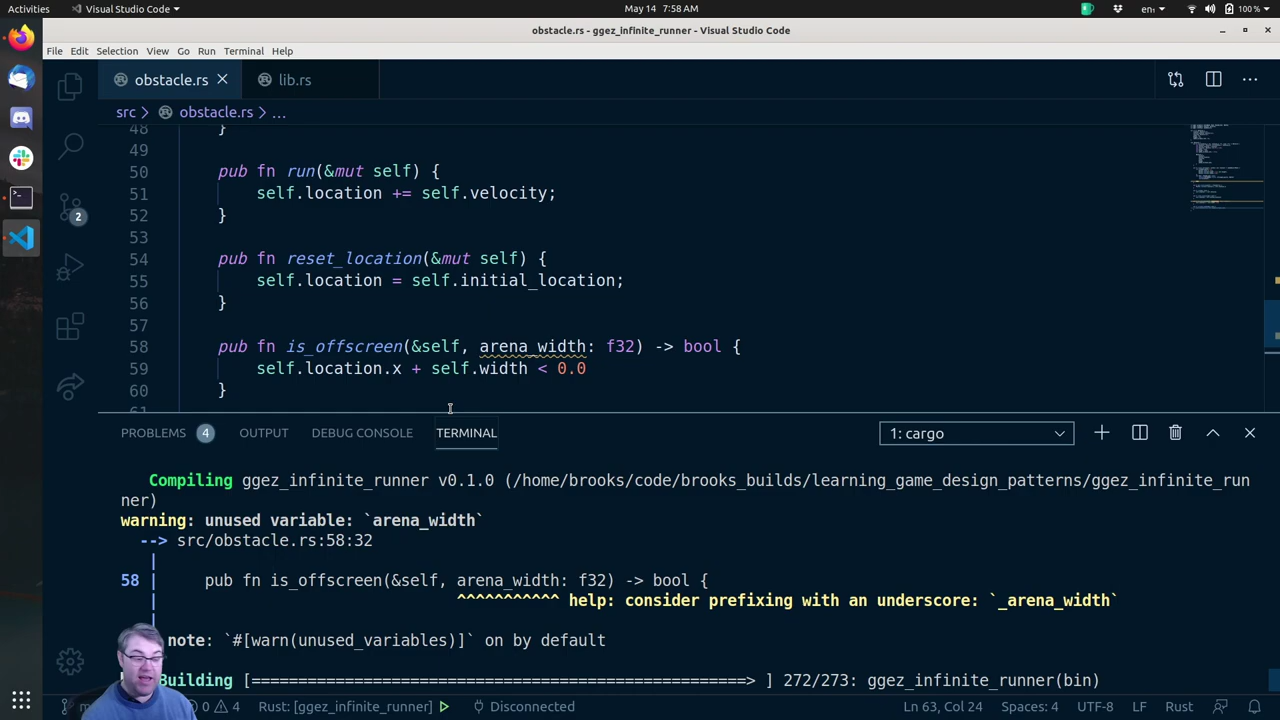 Activities
Visual Studio Code
May 14 7:58 AM
en
100 %
obstacle.rs - ggez_infinite_runner - Visual Studio Code
File Edit Selection View Go Run Terminal Help
obstacle.rs
lib.rs
src > obstacle.rs > ...
48 }
49
50 pub fn run(&mut self) {
51 self.location += self.velocity;
52 }
53
54 pub fn reset_location(&mut self) {
55 self.location = self.initial_location;
56 }
57
58 pub fn is_offscreen(&self, arena_width: f32) -> bool {
59 self.location.x + self.width < 0.0
60 }
2
PROBLEMS 4 OUTPUT DEBUG CONSOLE TERMINAL
1: cargo
Compiling ggez_infinite_runner v0.1.0 (/home/brooks/code/brooks_builds/learning_game_design_patterns/ggez_infinite_run
ner)
warning: unused variable: `arena_width`
--> src/obstacle.rs:58:32
|
58 | pub fn is_offscreen(&self, arena_width: f32) -> bool {
| ^^^^^^^^^^^ help: consider prefixing with an underscore: `_arena_width`
|
note: `#[warn(unused_variables)]` on by default
Building [=====================================================> ] 272/273: ggez_infinite_runner(bin)
0 4
Rust: [ggez_infinite_runner]
Disconnected
Ln 63, Col 24
Spaces: 4
UTF-8
LF
Rust